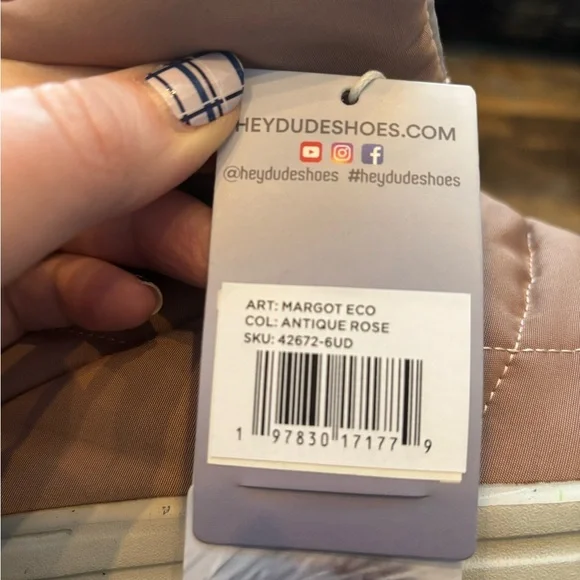 HEYDUDESHOES.COM
@heydudeshoes #heydudeshoes
ART: MARGOT ECO
COL: ANTIQUE ROSE
SKU: 42672-6UD
1 97830 17177 9